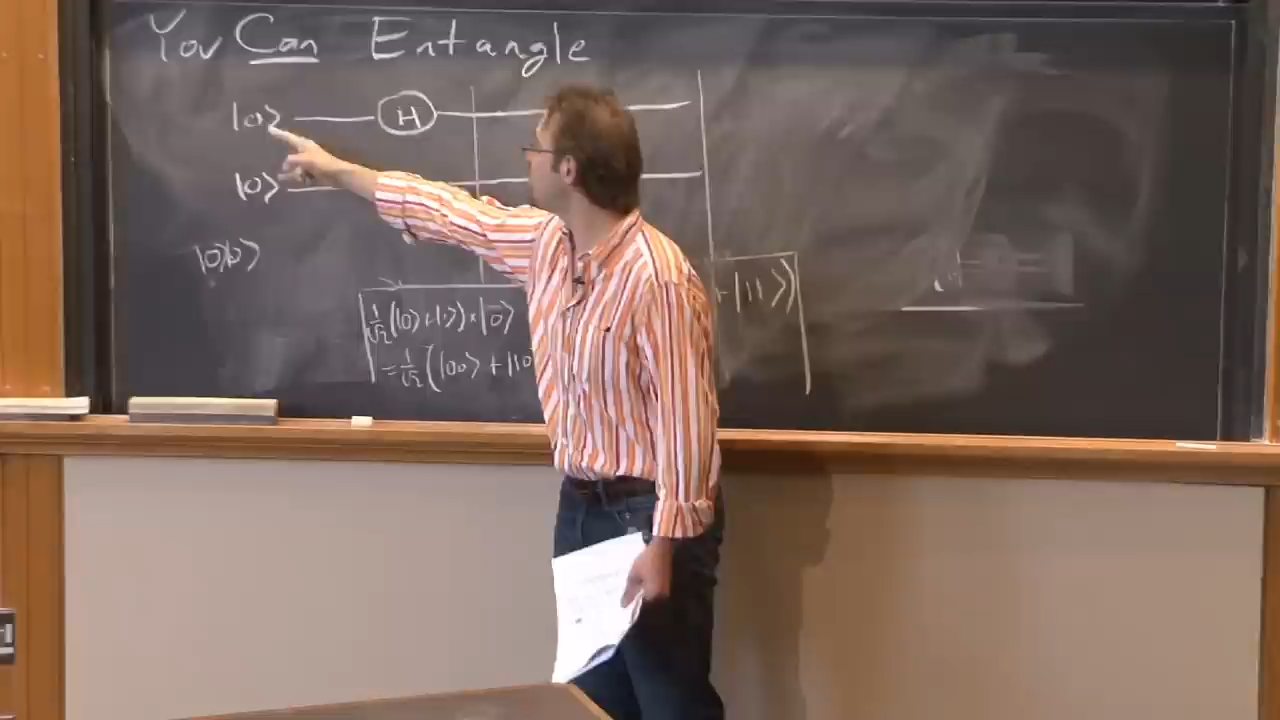 You Can Entangle
|0⟩ H
|0⟩
|0⟩|0⟩
1/√2 (|0⟩+|1⟩) × |0⟩
= 1/√2 (|00⟩ + |10
+ |11⟩)